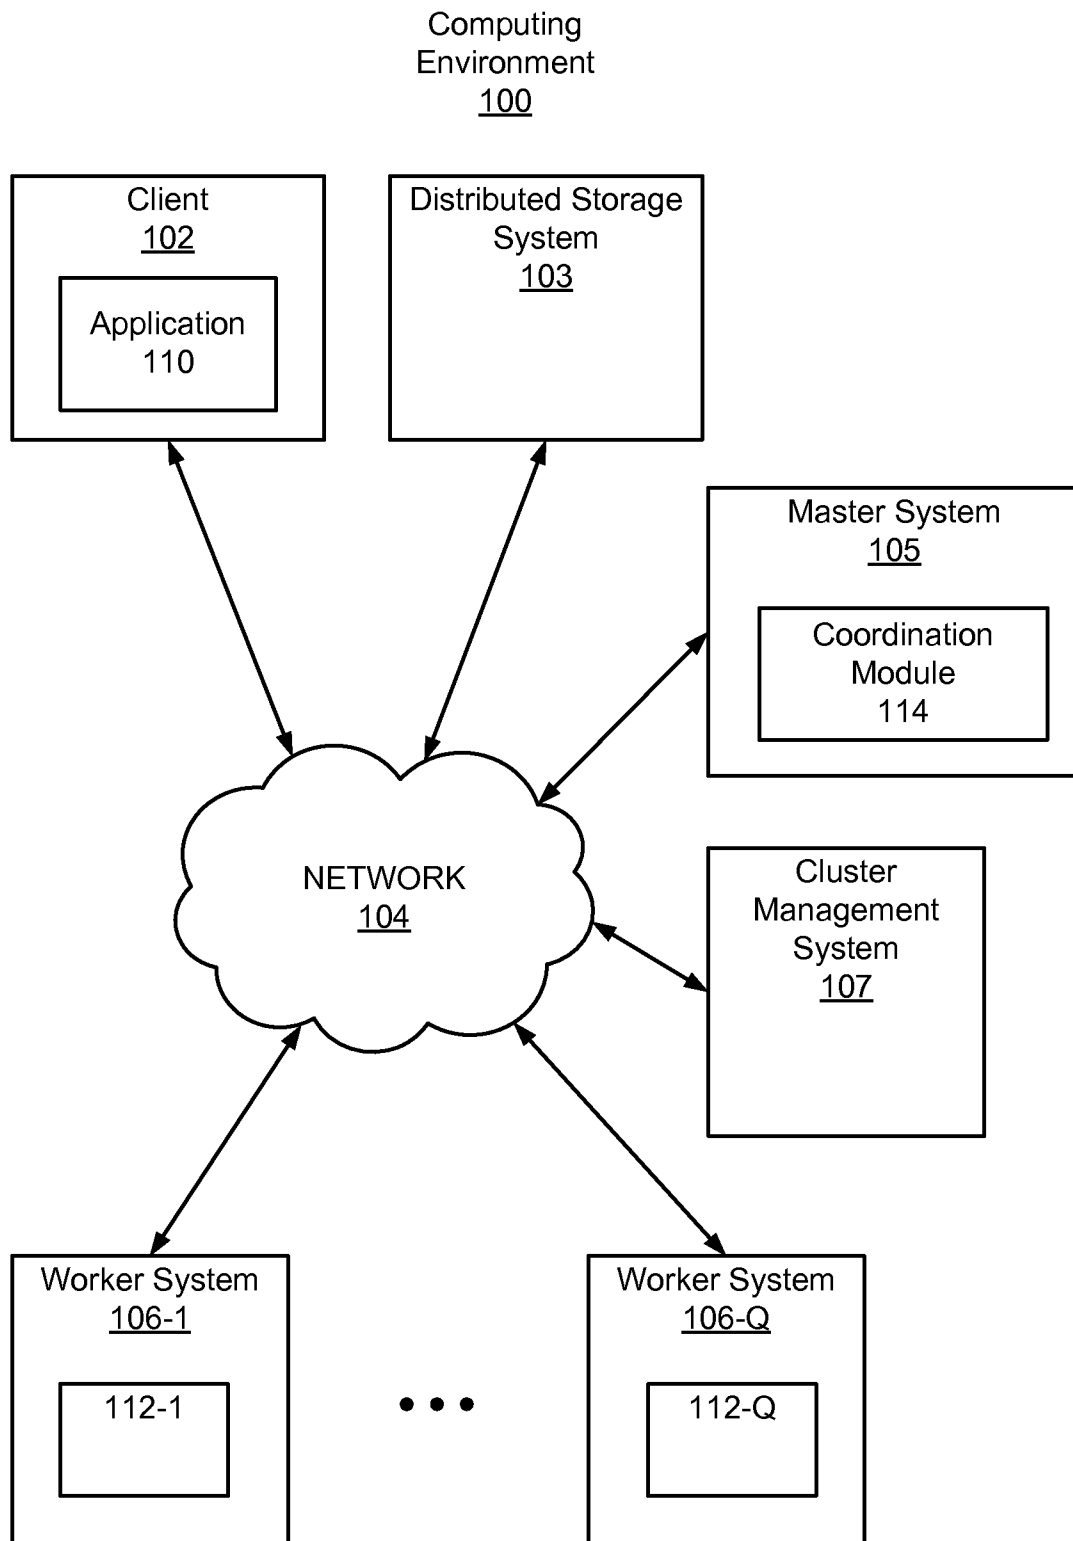 Computing
Environment
100
Client
102
Application
110
Distributed Storage
System
103
Master System
105
Coordination
Module
114
NETWORK
104
Cluster
Management
System
107
Worker System
106-1
112-1
Worker System
106-Q
112-Q